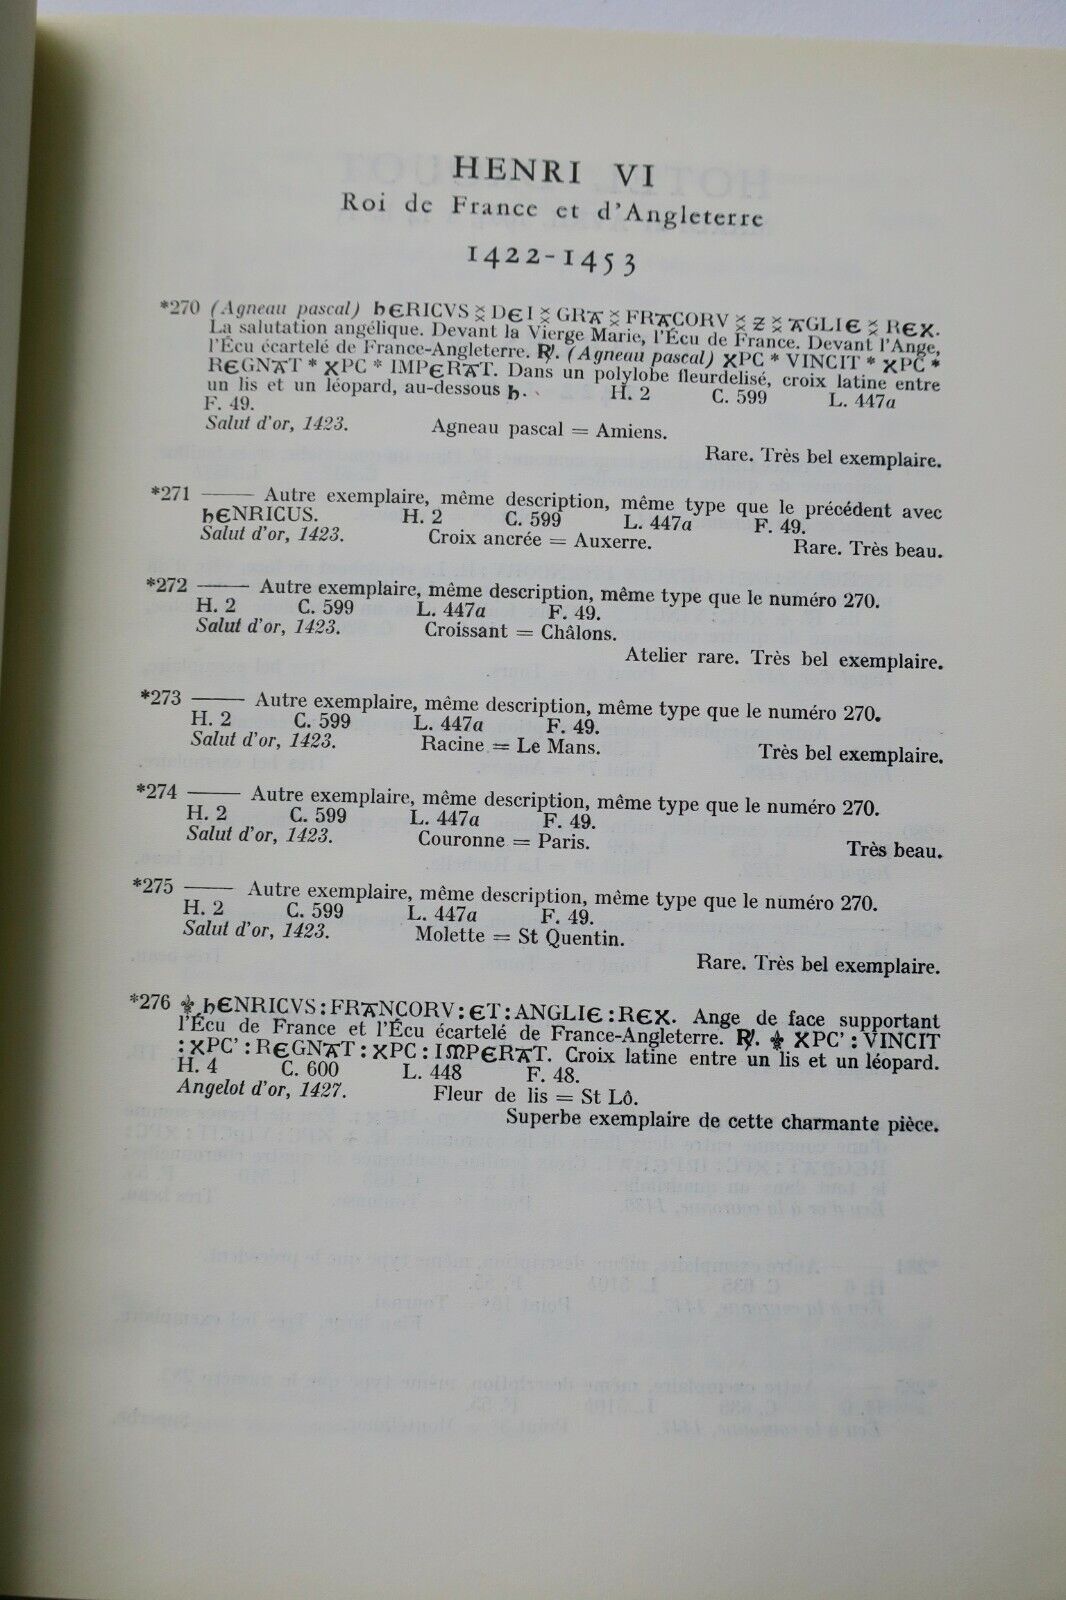 HENRI VI
Roi de France et d'Angleterre
1422-1453
*270 (Agneau pascal) hERICVS ⁑ DEI ⁑ GRA ⁑ FRACORV ⁑ Z ⁑ AGLIE ⁑ REX.
La salutation angélique. Devant la Vierge Marie, l'Écu de France. Devant l'Ange,
l'Écu écartelé de France-Angleterre. ℟. (Agneau pascal) XPC * VINCIT * XPC *
REGNAT * XPC * IMPERAT. Dans un polylobe fleurdelisé, croix latine entre
un lis et un léopard, au-dessous h. H. 2 C. 599 L. 447a
F. 49.
Salut d'or, 1423. Agneau pascal = Amiens.
Rare. Très bel exemplaire.
*271 —— Autre exemplaire, même description, même type que le précédent avec
hENRICUS. H. 2 C. 599 L. 447a F. 49.
Salut d'or, 1423. Croix ancrée = Auxerre. Rare. Très beau.
*272 —— Autre exemplaire, même description, même type que le numéro 270.
H. 2 C. 599 L. 447a F. 49.
Salut d'or, 1423. Croissant = Châlons.
Atelier rare. Très bel exemplaire.
*273 —— Autre exemplaire, même description, même type que le numéro 270.
H. 2 C. 599 L. 447a F. 49.
Salut d'or, 1423. Racine = Le Mans. Très bel exemplaire.
*274 —— Autre exemplaire, même description, même type que le numéro 270.
H. 2 C. 599 L. 447a F. 49.
Salut d'or, 1423. Couronne = Paris. Très beau.
*275 —— Autre exemplaire, même description, même type que le numéro 270.
H. 2 C. 599 L. 447a F. 49.
Salut d'or, 1423. Molette = St Quentin.
Rare. Très bel exemplaire.
*276 ⚜ hENRICVS : FRANCORV : ET : ANGLIE : REX. Ange de face supportant
l'Écu de France et l'Écu écartelé de France-Angleterre. ℟. ⚜ XPC' : VINCIT
: XPC' : REGNAT : XPC : IMPERAT. Croix latine entre un lis et un léopard.
H. 4 C. 600 L. 448 F. 48.
Angelot d'or, 1427. Fleur de lis = St Lô.
Superbe exemplaire de cette charmante pièce.